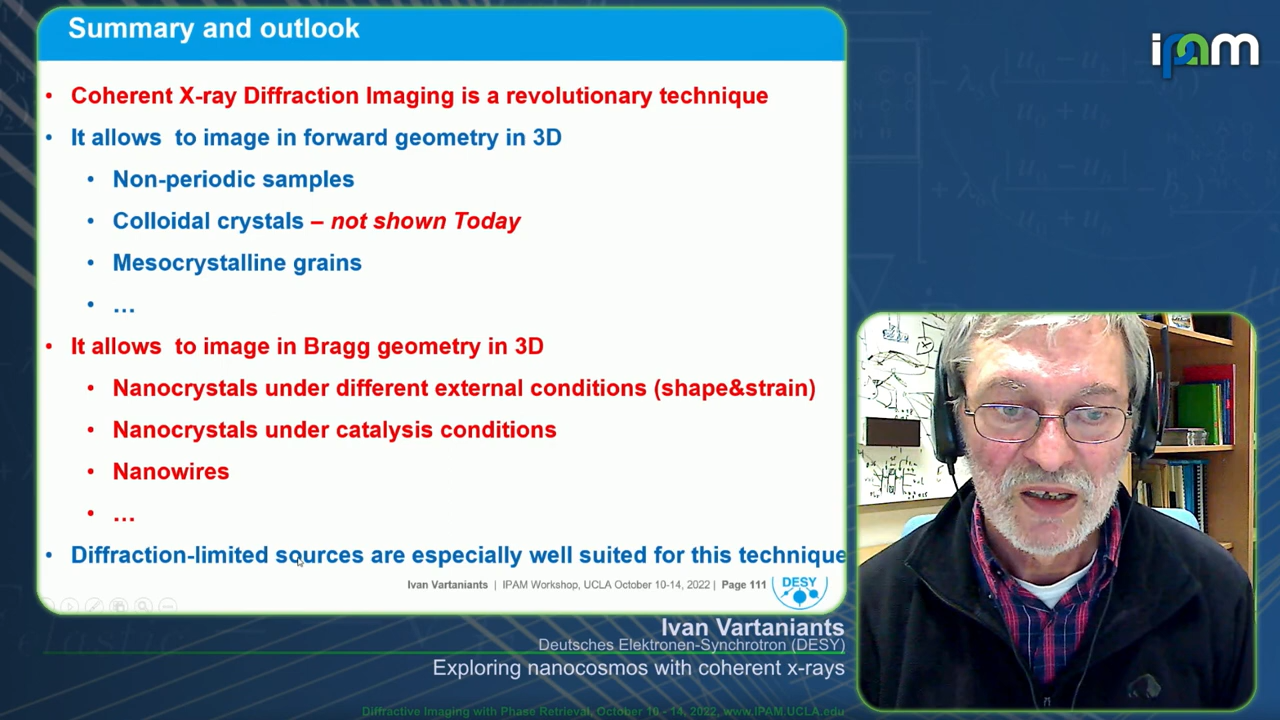 Summary and outlook
ipam
• Coherent X-ray Diffraction Imaging is a revolutionary technique
• It allows to image in forward geometry in 3D
• Non-periodic samples
• Colloidal crystals – not shown Today
• Mesocrystalline grains
• ...
• It allows to image in Bragg geometry in 3D
• Nanocrystals under different external conditions (shape&strain)
• Nanocrystals under catalysis conditions
• Nanowires
• ...
• Diffraction-limited sources are especially well suited for this technique
Ivan Vartaniants | IPAM Workshop, UCLA October 10-14, 2022 | Page 111
DESY
Ivan Vartaniants
Deutsches Elektronen-Synchrotron (DESY)
Exploring nanocosmos with coherent x-rays
Diffractive Imaging with Phase Retrieval, October 10 - 14, 2022, www.IPAM.UCLA.edu